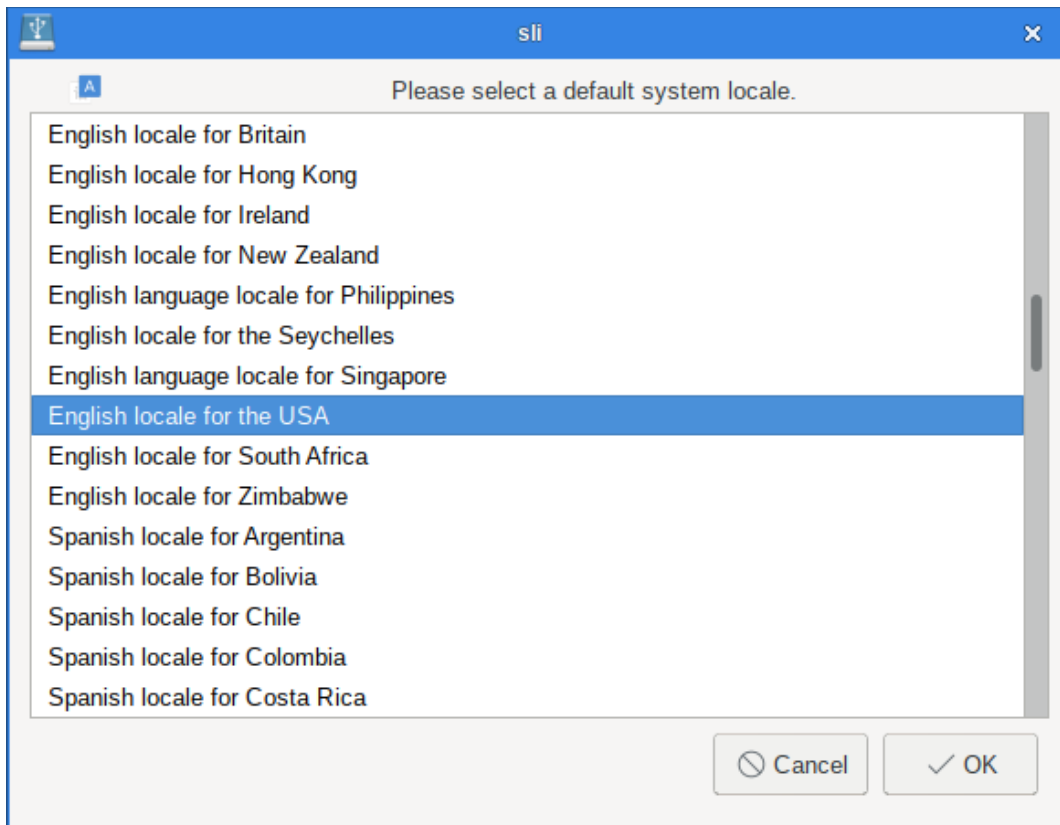 sli
A
Please select a default system locale.
English locale for Britain
English locale for Hong Kong
English locale for Ireland
English locale for New Zealand
English language locale for Philippines
English locale for the Seychelles
English language locale for Singapore
English locale for the USA
English locale for South Africa
English locale for Zimbabwe
Spanish locale for Argentina
Spanish locale for Bolivia
Spanish locale for Chile
Spanish locale for Colombia
Spanish locale for Costa Rica
Cancel
OK